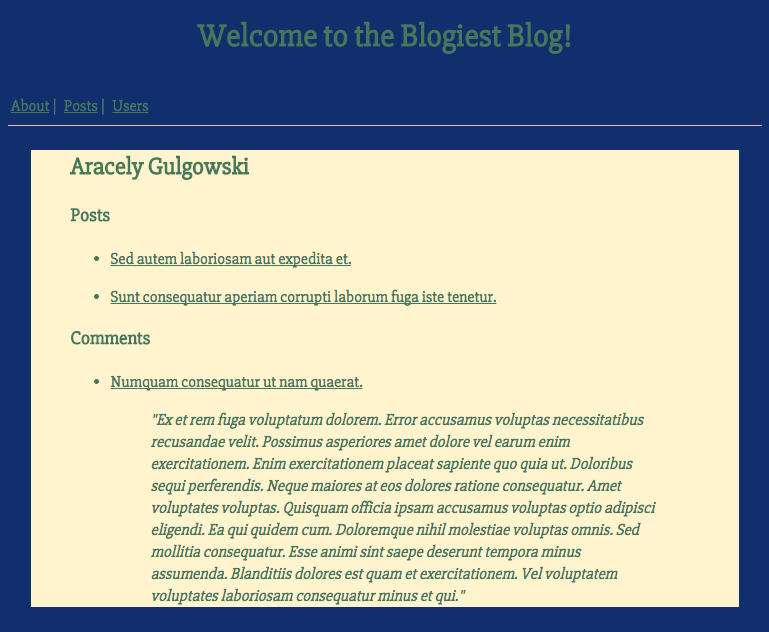 Welcome to the Blogiest Blog!
About | Posts | Users
Aracely Gulgowski
Posts
• Sed autem laboriosam aut expedita et.
• Sunt consequatur aperiam corrupti laborum fuga iste tenetur.
Comments
• Numquam consequatur ut nam quaerat.
"Ex et rem fuga voluptatum dolorem. Error accusamus voluptas necessitatibus
recusandae velit. Possimus asperiores amet dolore vel earum enim
exercitationem. Enim exercitationem placeat sapiente quo quia ut. Doloribus
sequi perferendis. Neque maiores at eos dolores ratione consequatur. Amet
voluptates voluptas. Quisquam officia ipsam accusamus voluptas optio adipisci
eligendi. Ea qui quidem cum. Doloremque nihil molestiae voluptas omnis. Sed
mollitia consequatur. Esse animi sint saepe deserunt tempora minus
assumenda. Blanditiis dolores est quam et exercitationem. Vel voluptatem
voluptates laboriosam consequatur minus et qui."